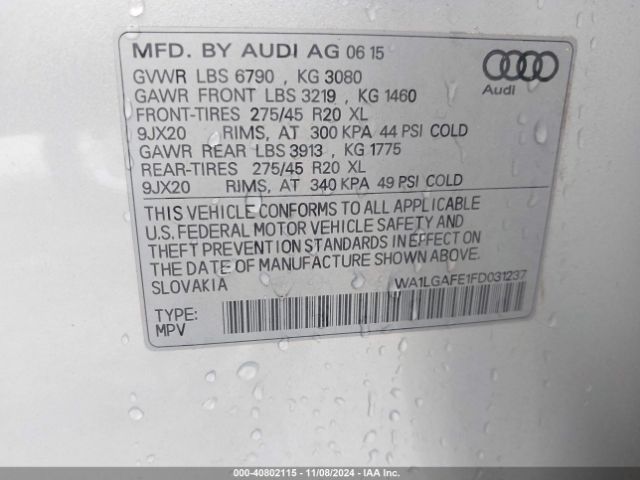 MFD. BY AUDI AG 06 15
GVWR LBS 6790 , KG 3080
GAWR FRONT LBS 3219 , KG 1460
FRONT-TIRES 275/45 R20 XL
9JX20 RIMS, AT 300 KPA 44 PSI COLD
GAWR REAR LBS 3913 , KG 1775
REAR-TIRES 275/45 R20 XL
9JX20 RIMS, AT 340 KPA 49 PSI COLD
Audi
THIS VEHICLE CONFORMS TO ALL APPLICABLE
U.S. FEDERAL MOTOR VEHICLE SAFETY AND
THEFT PREVENTION STANDARDS IN EFFECT ON
THE DATE OF MANUFACTURE SHOWN ABOVE.
SLOVAKIA
WA1LGAFE1FD031237
TYPE:
MPV
000-40802115 - 11/08/2024 - IAA Inc.